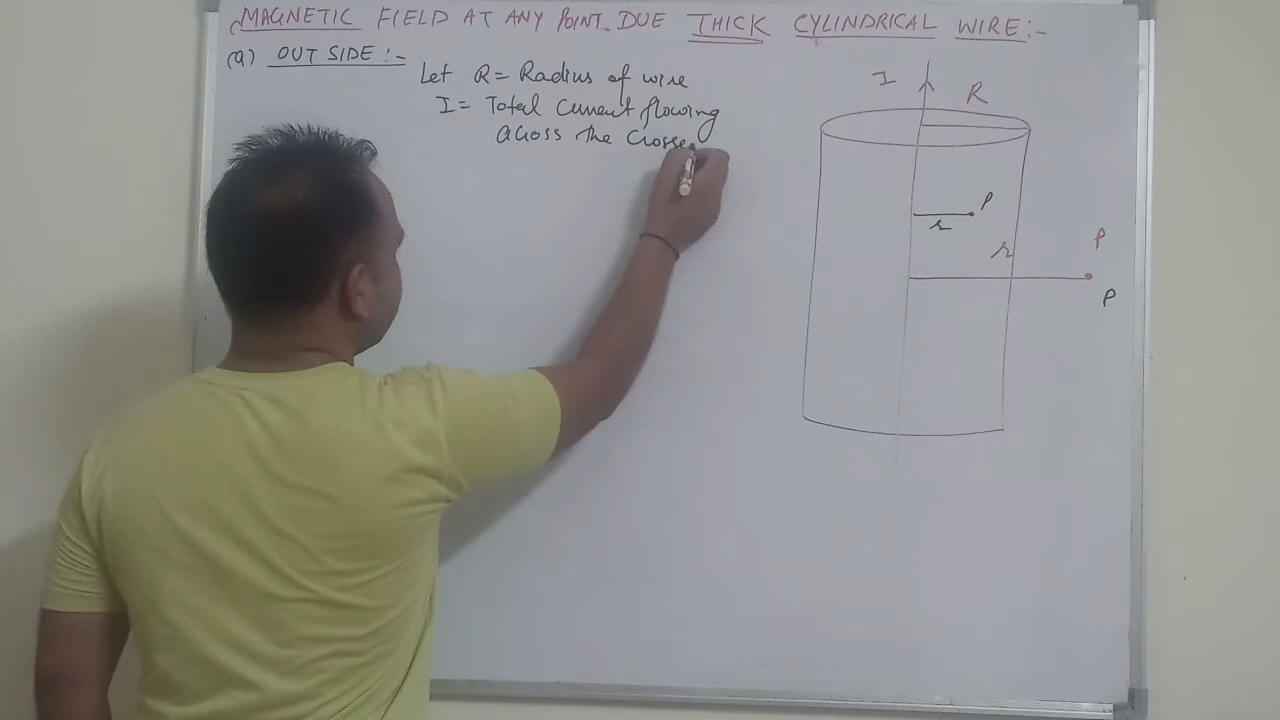 MAGNETIC FIELD AT ANY POINT DUE THICK CYLINDRICAL WIRE:-
(a) OUT SIDE :-
Let R = Radius of wire
I = Total Current flowing
across the Crosse
I
R
P
r
P
r
P